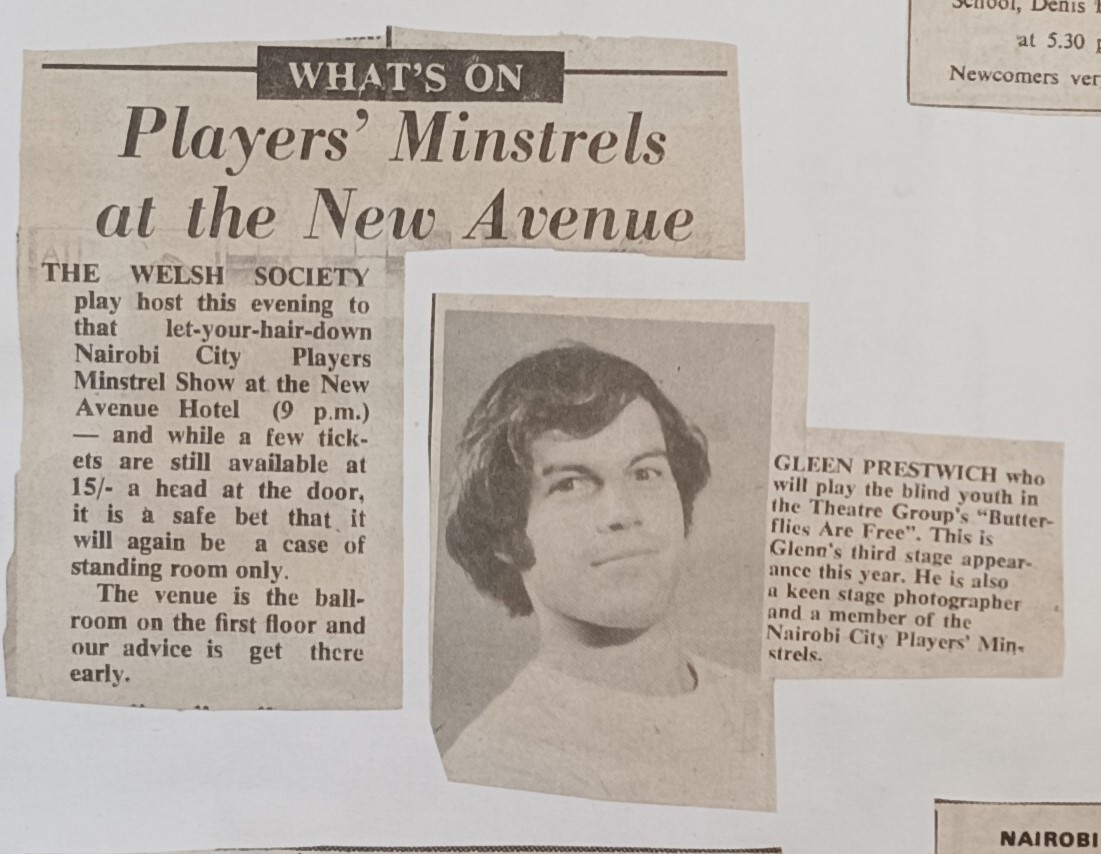 WHAT'S ON
Players' Minstrels
at the New Avenue
THE WELSH SOCIETY
play host this evening to
that let-your-hair-down
Nairobi City Players
Minstrel Show at the New
Avenue Hotel (9 p.m.)
— and while a few tick-
ets are still available at
15/- a head at the door,
it is a safe bet that it
will again be a case of
standing room only.
The venue is the ball-
room on the first floor and
our advice is get there
early.
GLEEN PRESTWICH who
will play the blind youth in
the Theatre Group's "Butter-
flies Are Free". This is
Glenn's third stage appear-
ance this year. He is also
a keen stage photographer
and a member of the
Nairobi City Players' Min-
strels.
School, Denis
at 5.30
Newcomers
NAIROBI